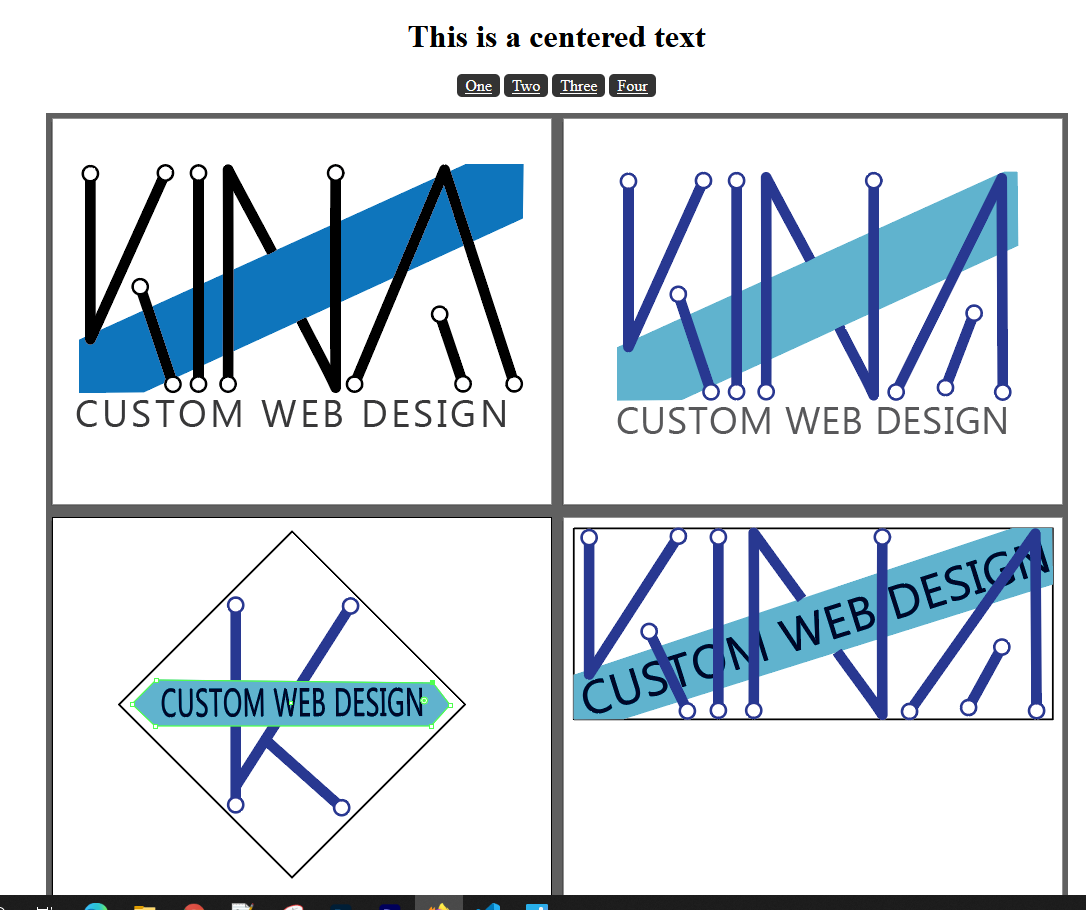 This is a centered text
One Two Three Four
KINA
CUSTOM WEB DESIGN
KINA
CUSTOM WEB DESIGN
K
CUSTOM WEB DESIGN
KINA
CUSTOM WEB DESIGN